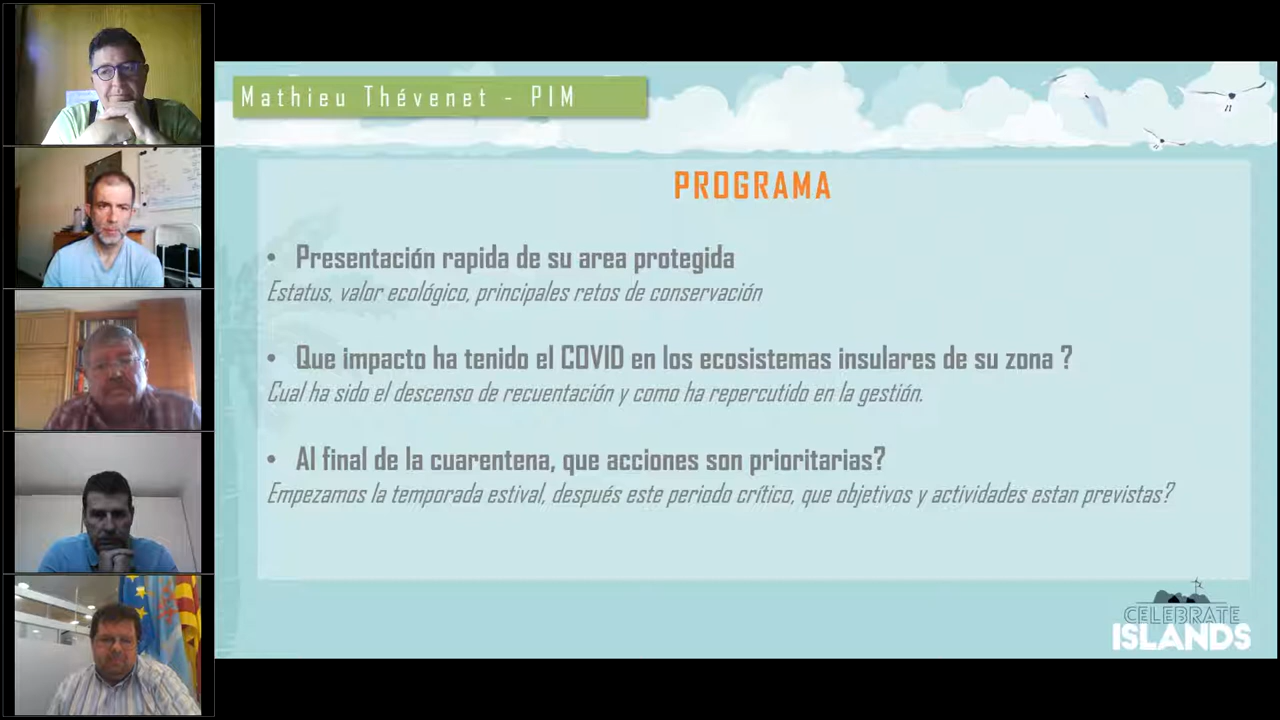 Mathieu Thévenet - PIM
PROGRAMA
• Presentación rapida de su area protegida
Estatus, valor ecológico, principales retos de conservación
• Que impacto ha tenido el COVID en los ecosistemas insulares de su zona ?
Cual ha sido el descenso de recuentación y como ha repercutido en la gestión.
• Al final de la cuarentena, que acciones son prioritarias?
Empezamos la temporada estival, después este periodo crítico, que objetivos y actividades estan previstas?
CELEBRATE
ISLANDS